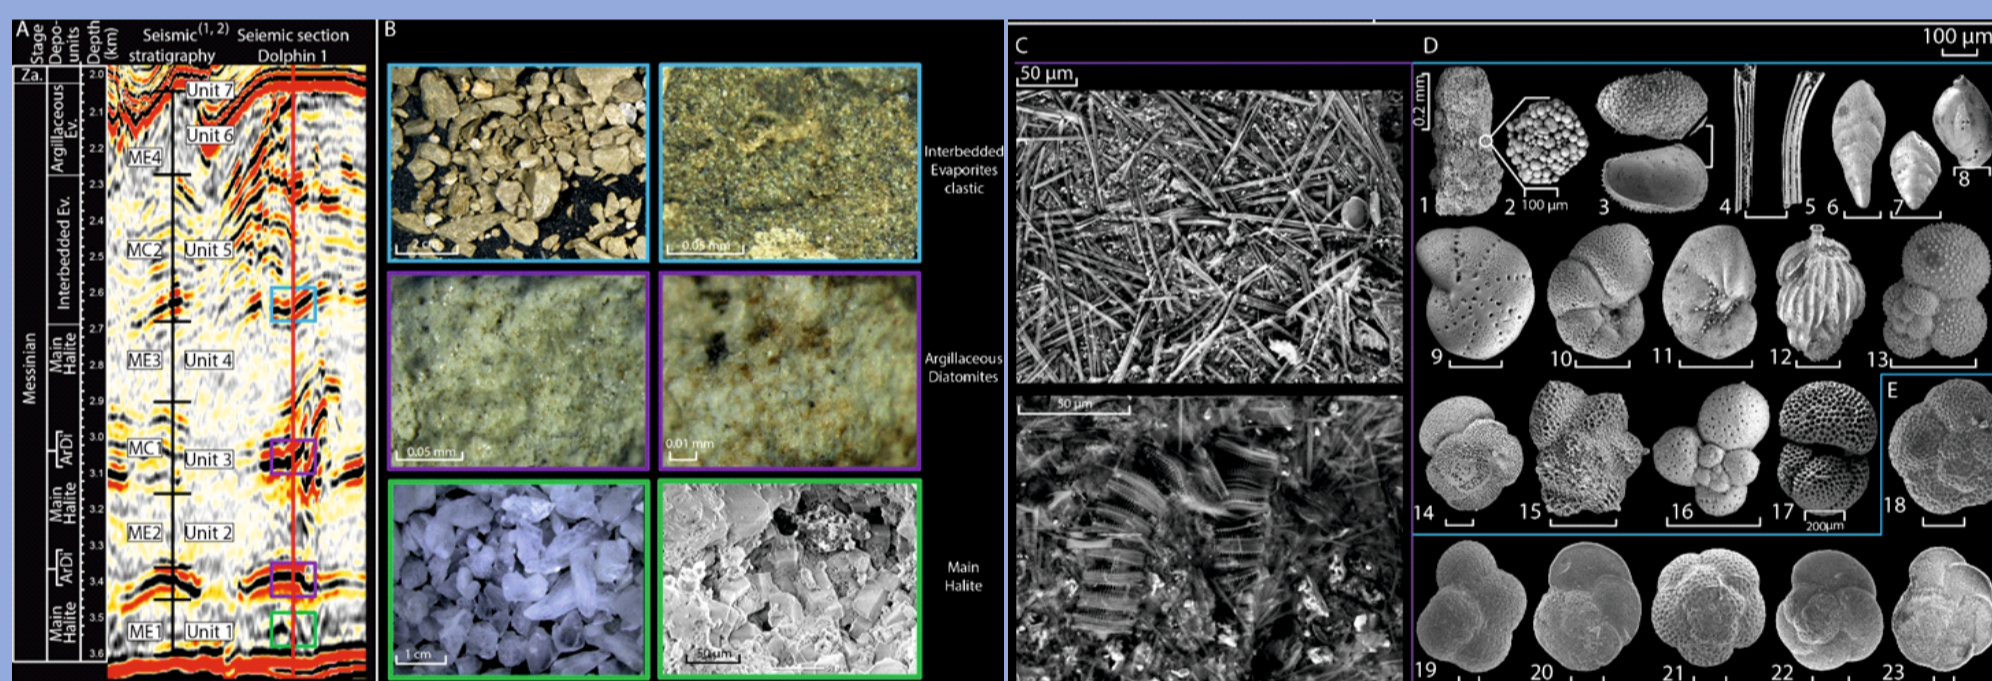 A
Stage
Depo-
units
Depth
(km)
Seismic (1, 2)
stratigraphy
Seiemic section
Dolphin 1
Za.
Messinian
Argillaceous
Ev.
Interbedded Ev.
Main
Halite
ArDi
Main
Halite
ArDi
Main
Halite
2.0
2.1
2.2
2.3
2.4
2.5
2.6
2.7
2.8
2.9
3.0
3.1
3.2
3.3
3.4
3.5
3.6
Unit 7
Unit 6
ME4
MC2 Unit 5
ME3 Unit 4
MC1 Unit 3
ME2 Unit 2
ME1 Unit 1
B
2 cm
0.05 mm
Interbedded
Evaporites
clastic
0.05 mm
0.01 mm
Argillaceous
Diatomites
1 cm
50 µm
Main
Halite
C
50 µm
50 µm
D
100 µm
0.2 mm
1 2 100 µm 3 4 5 6 7 8
9 10 11 12 13
14 15 16 17 200µm
E
18
19 20 21 22 23